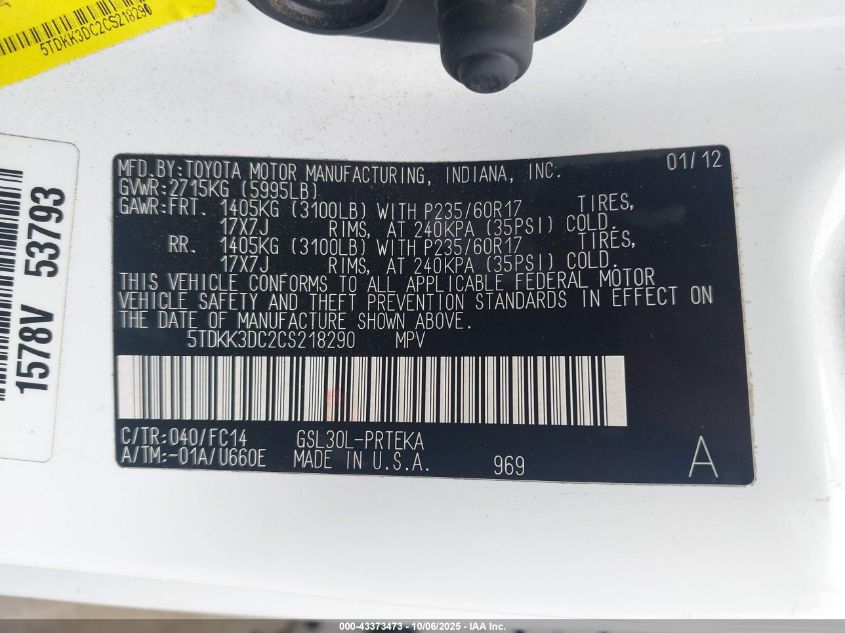 5TDKK3DC2CS218290
1578V 53793
MFD.BY:TOYOTA MOTOR MANUFACTURING, INDIANA, INC. 01/12
GVWR:2715KG (5995LB)
GAWR:FRT. 1405KG (3100LB) WITH P235/60R17 TIRES,
17X7J RIMS, AT 240KPA (35PSI) COLD.
RR. 1405KG (3100LB) WITH P235/60R17 TIRES,
17X7J RIMS, AT 240KPA (35PSI) COLD.
THIS VEHICLE CONFORMS TO ALL APPLICABLE FEDERAL MOTOR
VEHICLE SAFETY AND THEFT PREVENTION STANDARDS IN EFFECT ON
THE DATE OF MANUFACTURE SHOWN ABOVE.
5TDKK3DC2CS218290 MPV
C/TR:040/FC14 GSL30L-PRTEKA
A/TM:-01A/U660E MADE IN U.S.A. 969 A
000-43373473 - 10/06/2025 - IAA Inc.